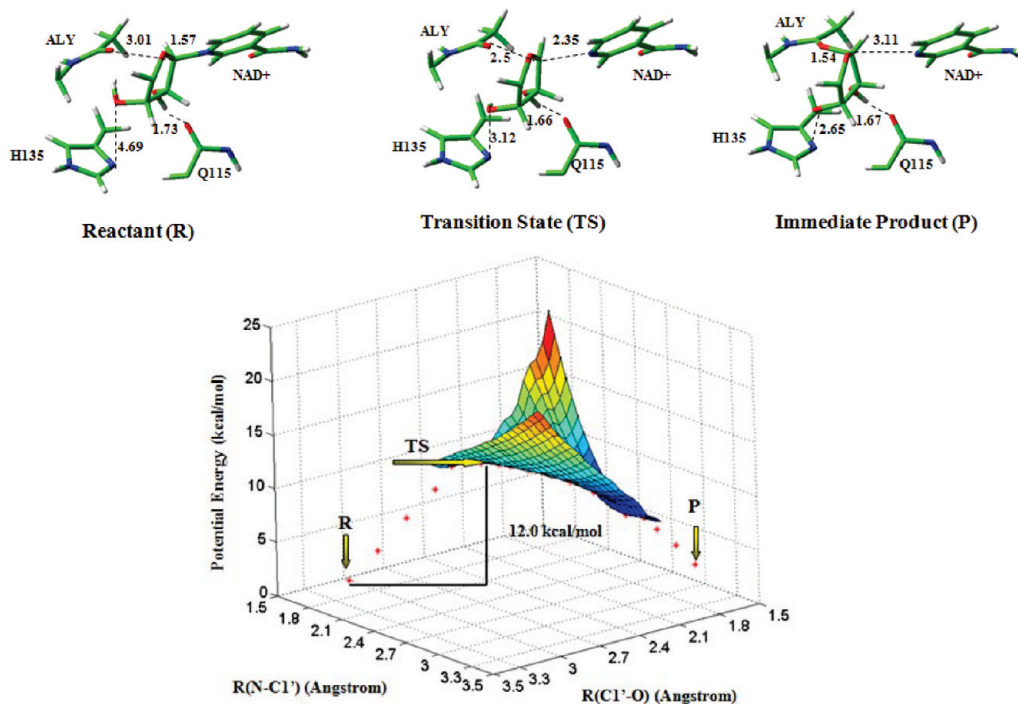 ALY
3.01
1.57
NAD+
1.73
4.69
H135
Q115
Reactant (R)
ALY
2.35
2.5
NAD+
1.66
3.12
H135
Q115
Transition State (TS)
ALY
3.11
1.54
NAD+
1.67
2.65
H135
Q115
Immediate Product (P)
Potential Energy (kcal/mol)
25
20
15
10
5
0
TS
R
P
12.0 kcal/mol
1.5
1.8
2.1
2.4
2.7
3
3.3
3.5
R(N-C1') (Angstrom)
3.5
3.3
3
2.7
2.4
2.1
1.8
1.5
R(C1'-O) (Angstrom)